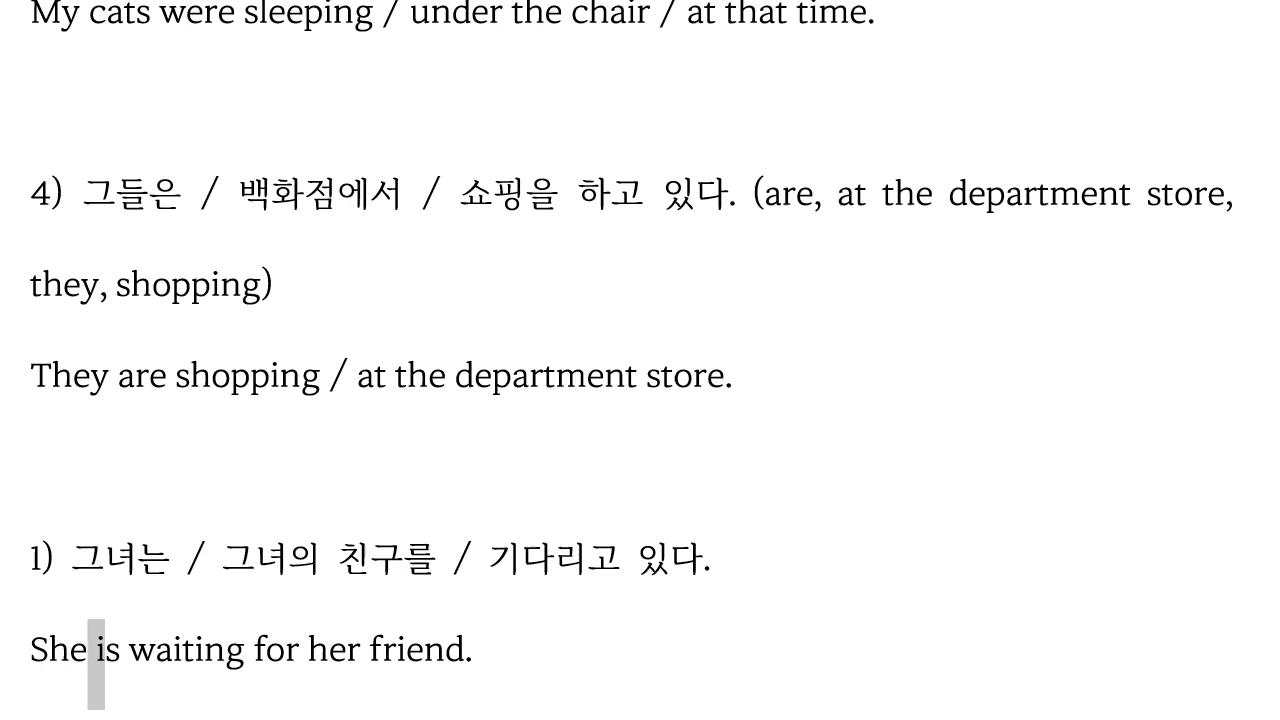 My cats were sleeping / under the chair / at that time.
4) 그들은 / 백화점에서 / 쇼핑을 하고 있다. (are, at the department store,
they, shopping)
They are shopping / at the department store.
1) 그녀는 / 그녀의 친구를 / 기다리고 있다.
She is waiting for her friend.